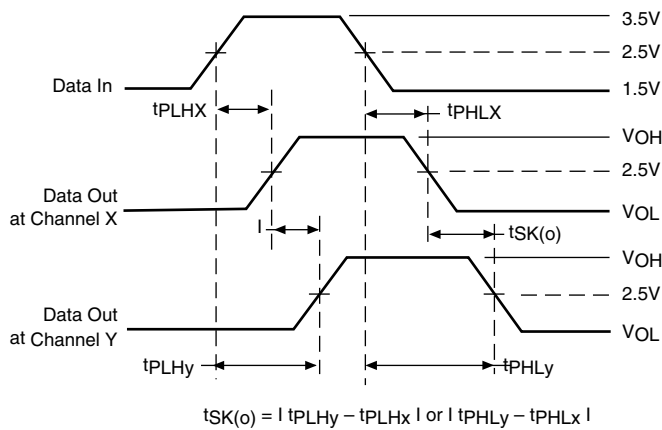 3.5V
2.5V
1.5V
Data In
tPLHX
tPHLX
VOH
2.5V
VOL
Data Out
at Channel X
I
tSK(o)
VOH
2.5V
VOL
Data Out
at Channel Y
tPLHy
tPHLy
tSK(o) = I tPLHy – tPLHx I or I tPHLy – tPHLx I